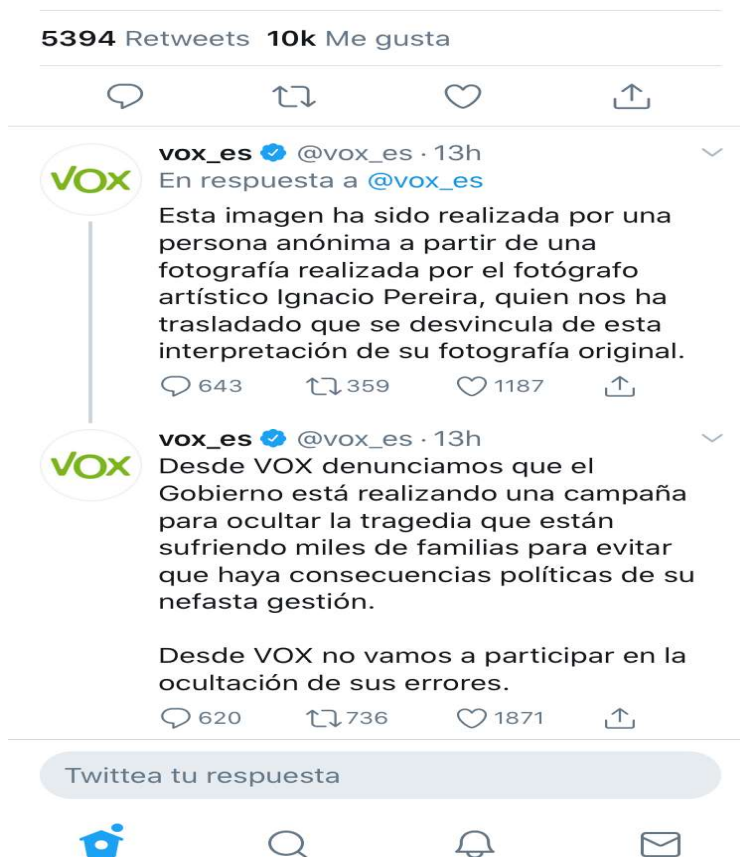 5394 Retweets 10k Me gusta
vox_es @vox_es · 13h
En respuesta a @vox_es
VOX
Esta imagen ha sido realizada por una
persona anónima a partir de una
fotografía realizada por el fotógrafo
artístico Ignacio Pereira, quien nos ha
trasladado que se desvincula de esta
interpretación de su fotografía original.
643 359 1187
vox_es @vox_es · 13h
VOX
Desde VOX denunciamos que el
Gobierno está realizando una campaña
para ocultar la tragedia que están
sufriendo miles de familias para evitar
que haya consecuencias políticas de su
nefasta gestión.
Desde VOX no vamos a participar en la
ocultación de sus errores.
620 736 1871
Twittea tu respuesta